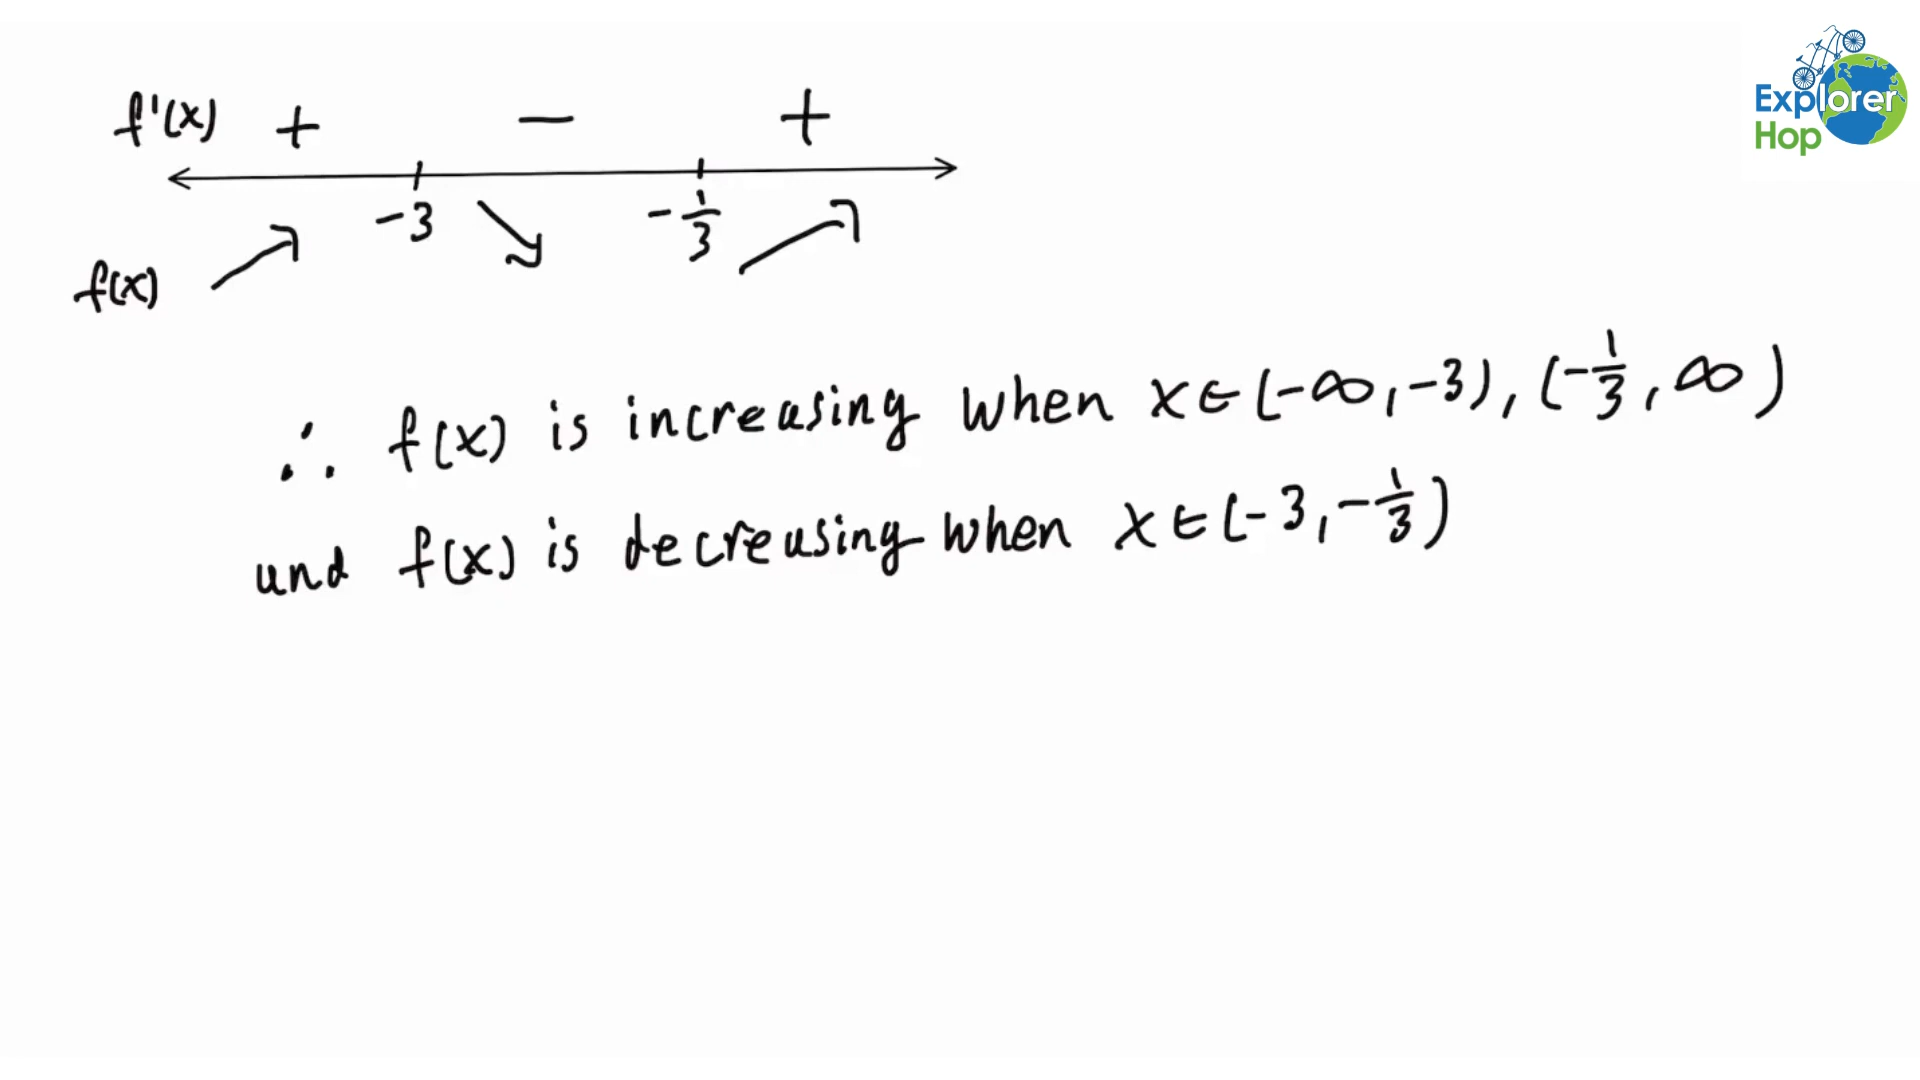 f'(x) + − +
-3 -1/3
f(x)
∴ f(x) is increasing when x∈(-∞,-3), (-1/3, ∞)
and f(x) is decreasing when x∈(-3,-1/3)
Explorer
Hop